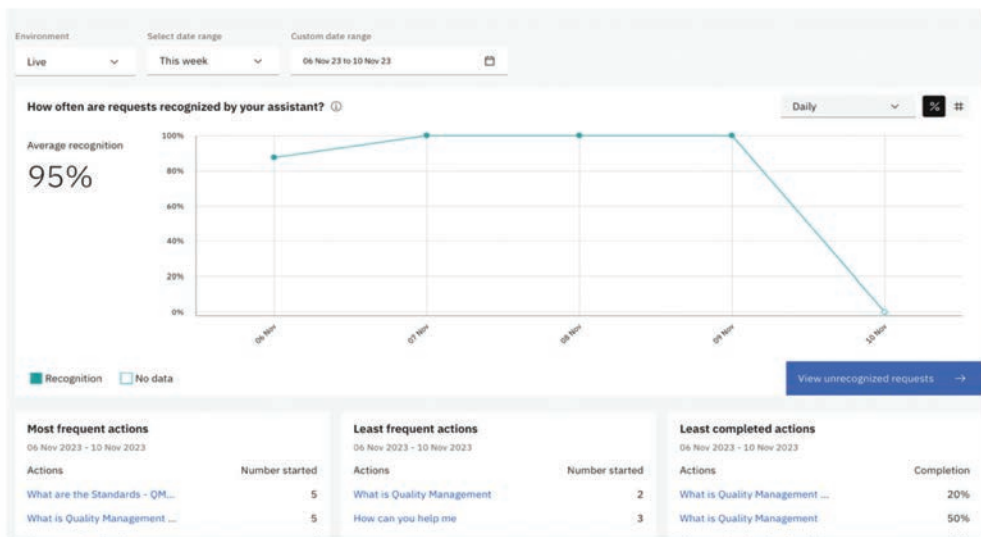 Environment Select date range Custom date range
Live This week 06 Nov 23 to 10 Nov 23
How often are requests recognized by your assistant? Daily % #
Average recognition
95%
100%
80%
60%
40%
20%
0%
06 Nov 07 Nov 08 Nov 09 Nov 10 Nov
Recognition No data
View unrecognized requests →
Most frequent actions
06 Nov 2023 - 10 Nov 2023
Actions Number started
What are the Standards - QM... 5
What is Quality Management ... 5
Least frequent actions
06 Nov 2023 - 10 Nov 2023
Actions Number started
What is Quality Management 2
How can you help me 3
Least completed actions
06 Nov 2023 - 10 Nov 2023
Actions Completion
What is Quality Management ... 20%
What is Quality Management 50%